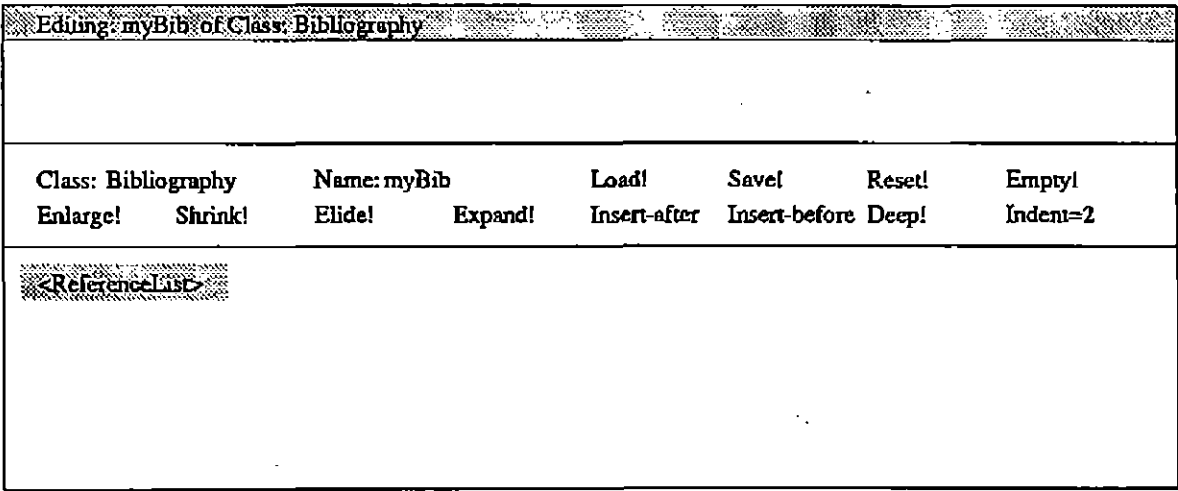 Editing: myBib of Class: Bibliography
Class: Bibliography Name: myBib Load! Save! Reset! Empty!
Enlarge! Shrink! Elide! Expand! Insert-after Insert-before Deep! Indent=2
<ReferenceList>